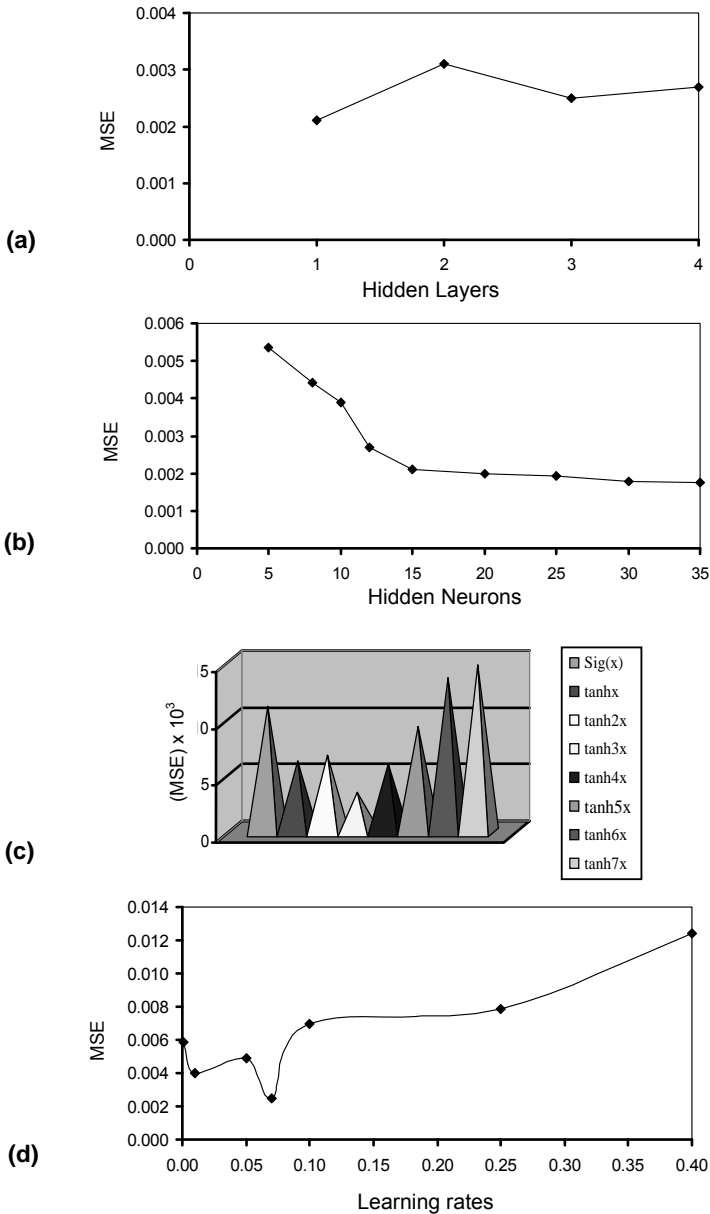 0.004
0.003
0.002
0.001
0.000
MSE
0 1 2 3 4
Hidden Layers
(a)
0.006
0.005
0.004
0.003
0.002
0.001
0.000
MSE
0 5 10 15 20 25 30 35
Hidden Neurons
(b)
15
10
5
0
(MSE) x 10³
Sig(x)
tanhx
tanh2x
tanh3x
tanh4x
tanh5x
tanh6x
tanh7x
(c)
0.014
0.012
0.010
0.008
0.006
0.004
0.002
0.000
MSE
0.00 0.05 0.10 0.15 0.20 0.25 0.30 0.35 0.40
Learning rates
(d)